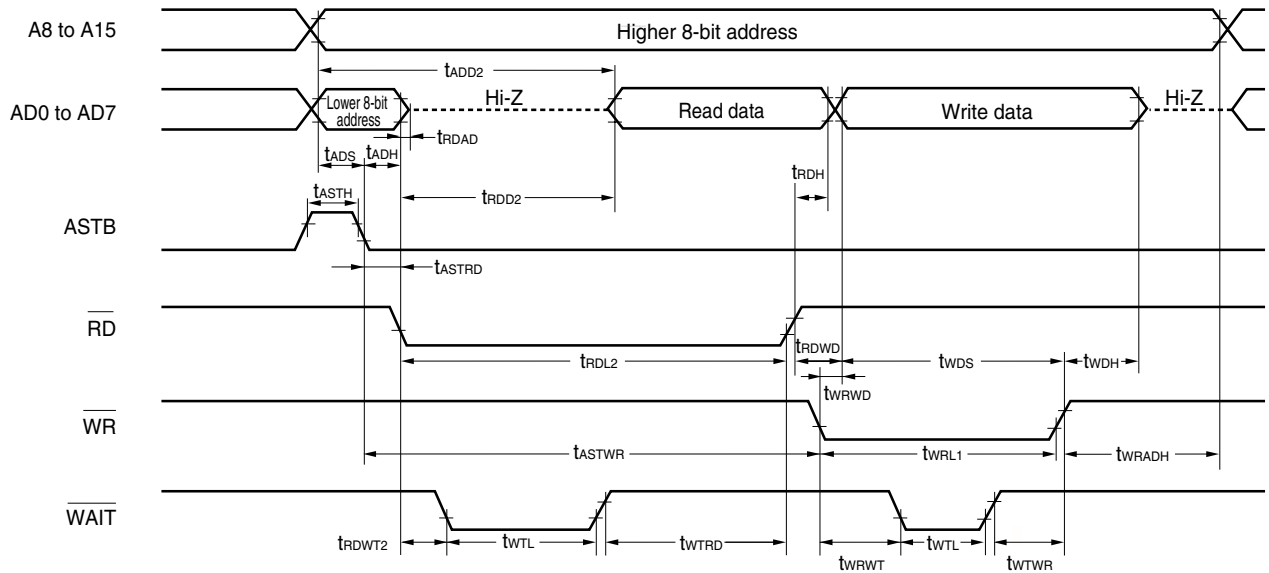 A8 to A15
Higher 8-bit address
tADD2
AD0 to AD7
Lower 8-bit
address
Hi-Z
Read data
Write data
Hi-Z
tRDAD
tADS
tADH
tRDH
tASTH
tRDD2
ASTB
tASTRD
RD
tRDL2
tRDWD
tWDS
tWDH
tWRWD
WR
tASTWR
tWRL1
tWRADH
WAIT
tRDWT2
tWTL
tWTRD
tWRWT
tWTL
tWTWR